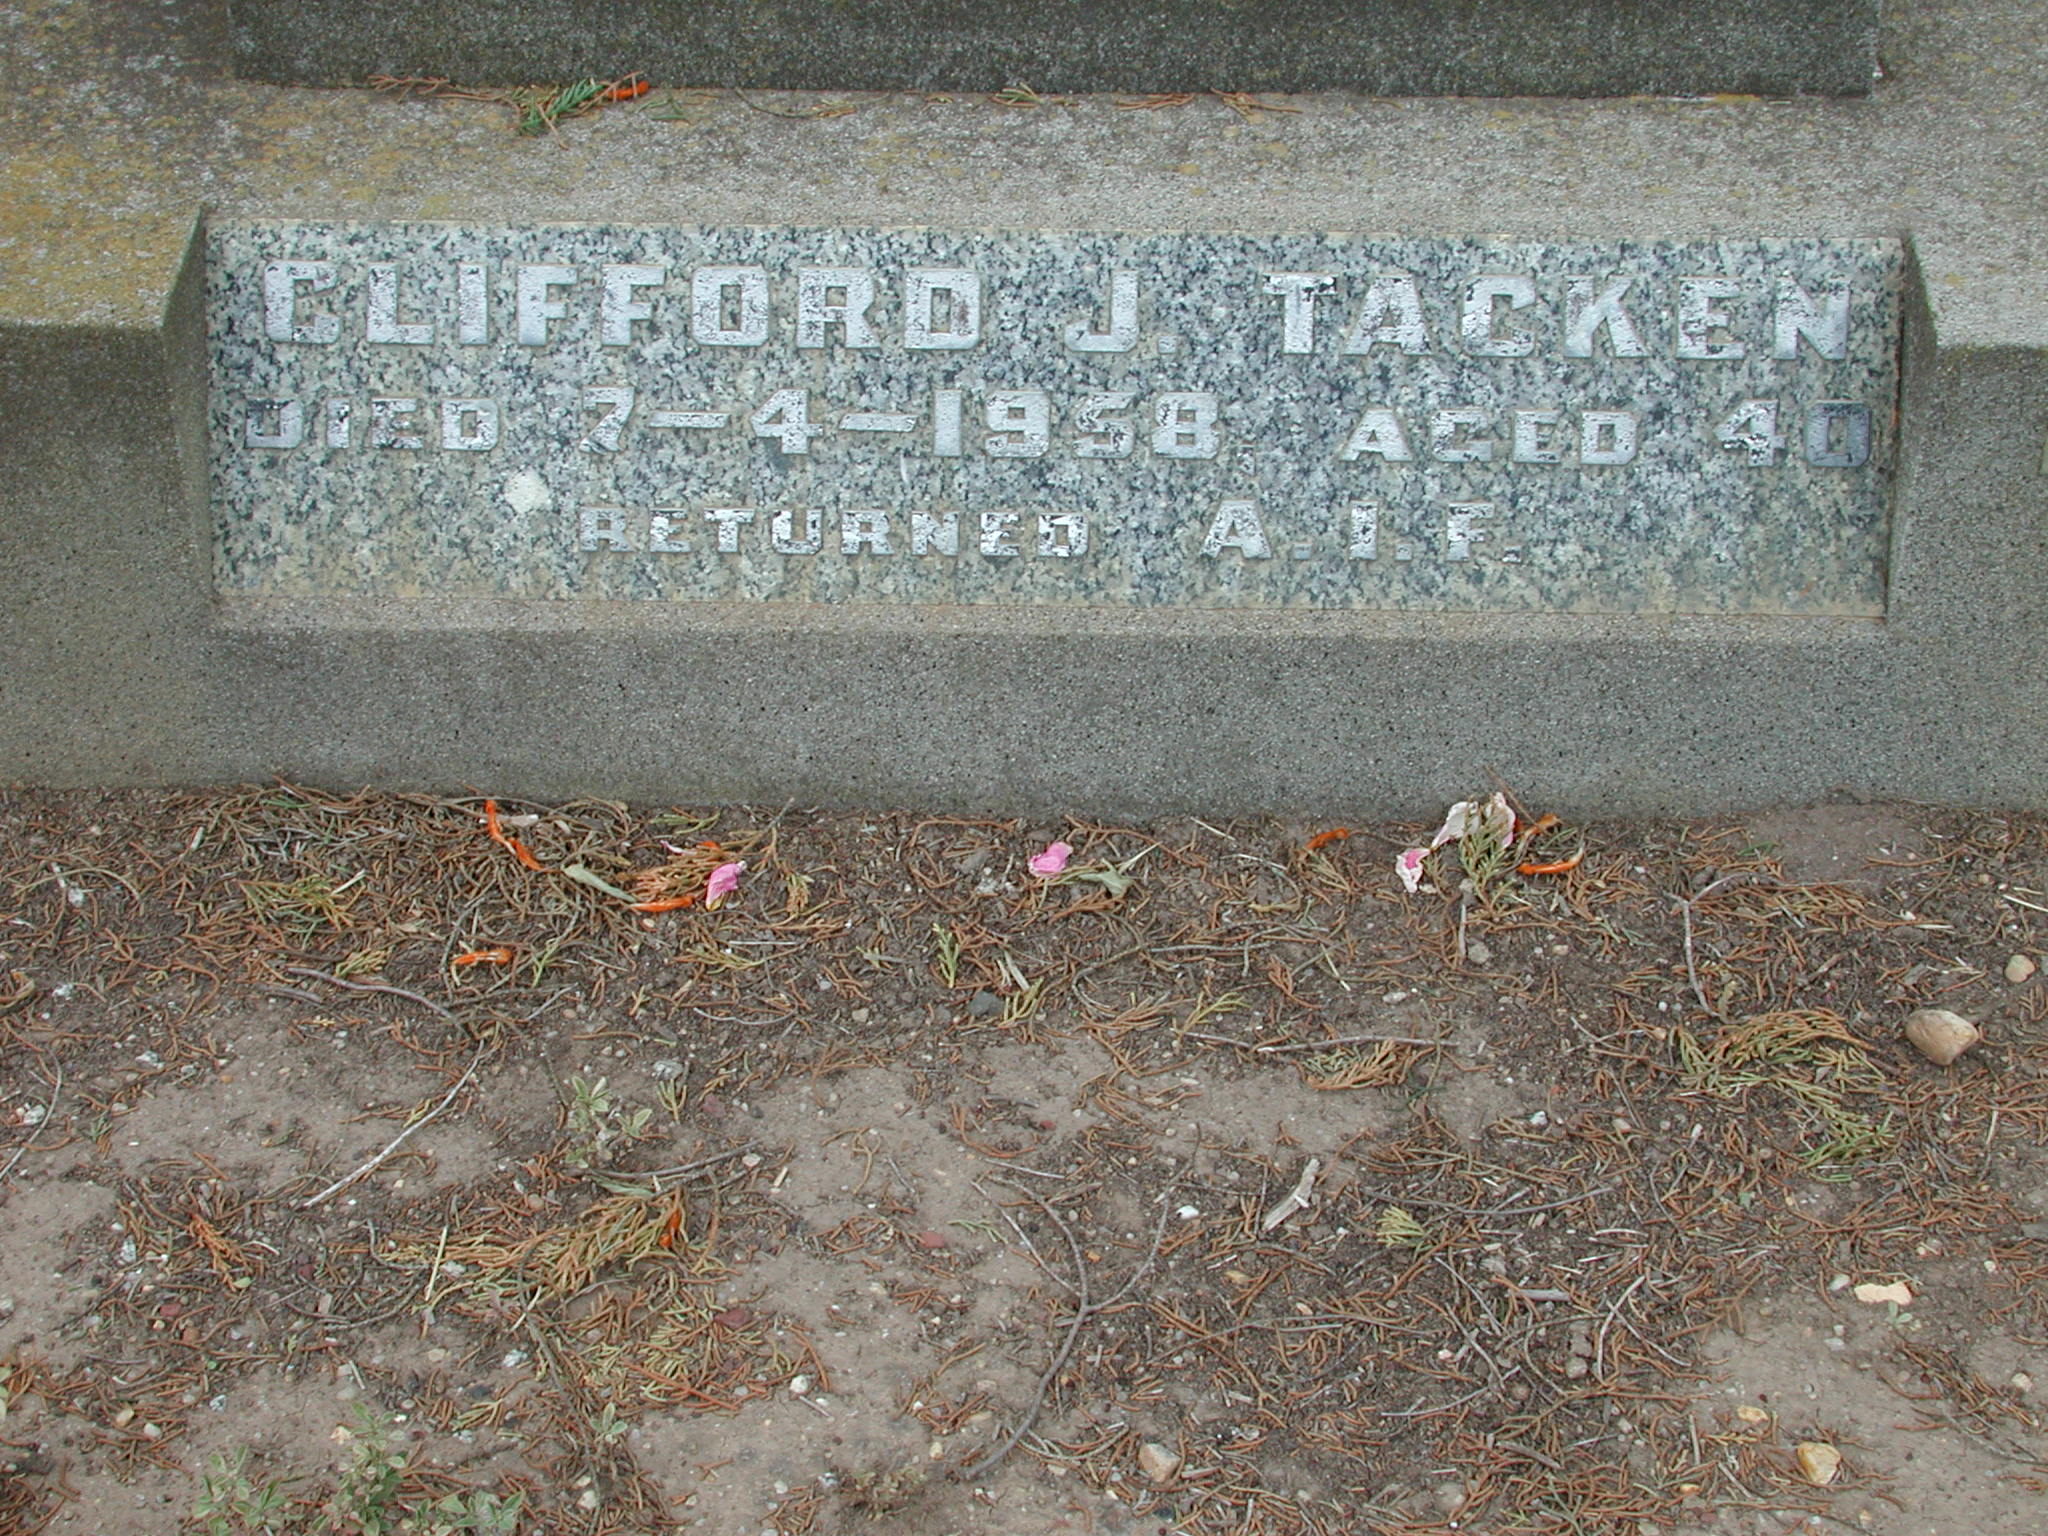 CLIFFORD J. TACKEN
DIED 7-4-1958, AGED 40
RETURNED A.I.F.